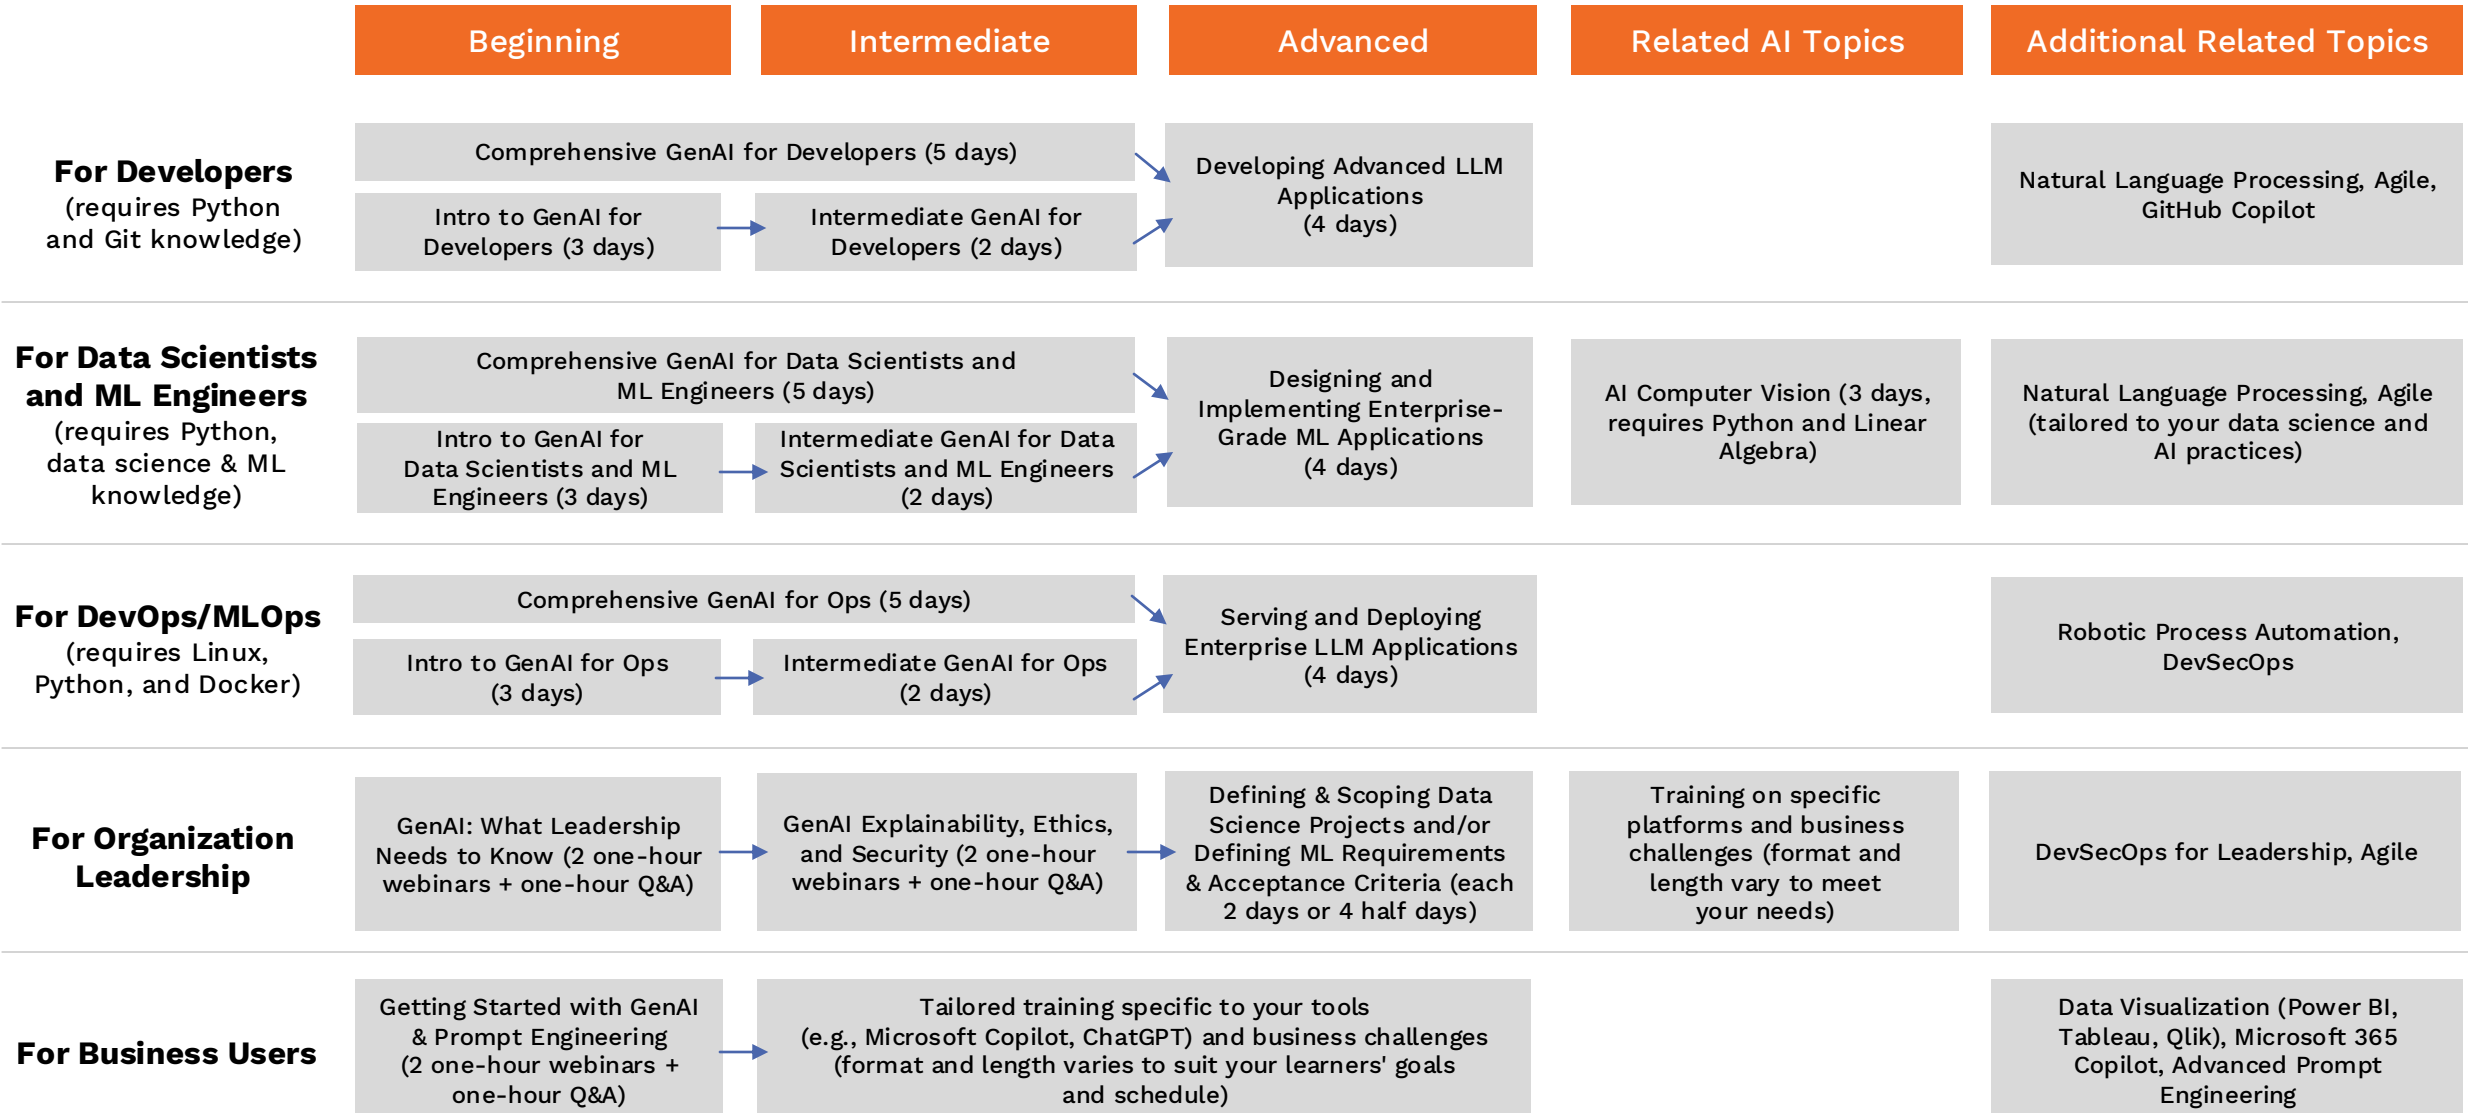 Beginning
Intermediate
Advanced
Related AI Topics
Additional Related Topics
For Developers
(requires Python
and Git knowledge)
Comprehensive GenAI for Developers (5 days)
Intro to GenAI for
Developers (3 days)
Intermediate GenAI for
Developers (2 days)
Developing Advanced LLM
Applications
(4 days)
Natural Language Processing, Agile,
GitHub Copilot
For Data Scientists
and ML Engineers
(requires Python,
data science & ML
knowledge)
Comprehensive GenAI for Data Scientists and
ML Engineers (5 days)
Intro to GenAI for
Data Scientists and ML
Engineers (3 days)
Intermediate GenAI for Data
Scientists and ML Engineers
(2 days)
Designing and
Implementing Enterprise-
Grade ML Applications
(4 days)
AI Computer Vision (3 days,
requires Python and Linear
Algebra)
Natural Language Processing, Agile
(tailored to your data science and
AI practices)
For DevOps/MLOps
(requires Linux,
Python, and Docker)
Comprehensive GenAI for Ops (5 days)
Intro to GenAI for Ops
(3 days)
Intermediate GenAI for Ops
(2 days)
Serving and Deploying
Enterprise LLM Applications
(4 days)
Robotic Process Automation,
DevSecOps
For Organization
Leadership
GenAI: What Leadership
Needs to Know (2 one-hour
webinars + one-hour Q&A)
GenAI Explainability, Ethics,
and Security (2 one-hour
webinars + one-hour Q&A)
Defining & Scoping Data
Science Projects and/or
Defining ML Requirements
& Acceptance Criteria (each
2 days or 4 half days)
Training on specific
platforms and business
challenges (format and
length vary to meet
your needs)
DevSecOps for Leadership, Agile
For Business Users
Getting Started with GenAI
& Prompt Engineering
(2 one-hour webinars +
one-hour Q&A)
Tailored training specific to your tools
(e.g., Microsoft Copilot, ChatGPT) and business challenges
(format and length varies to suit your learners' goals
and schedule)
Data Visualization (Power BI,
Tableau, Qlik), Microsoft 365
Copilot, Advanced Prompt
Engineering